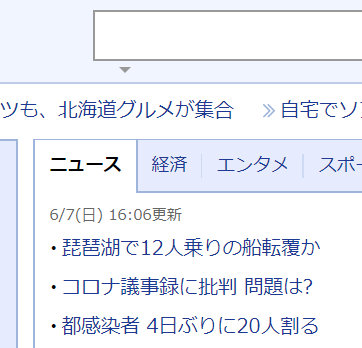 ツも、北海道グルメが集合 自宅でソ
ニュース 経済 エンタメ スポー
6/7(日) 16:06更新
・琵琶湖で12人乗りの船転覆か
・コロナ議事録に批判 問題は?
・都感染者 4日ぶりに20人割る